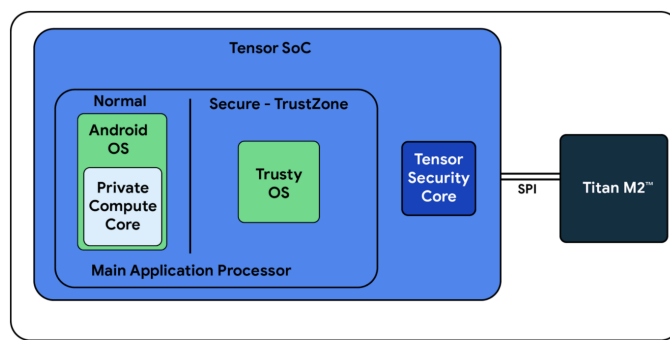 Tensor SoC
Normal
Secure - TrustZone
Android
OS
Private
Compute
Core
Trusty
OS
Main Application Processor
Tensor
Security
Core
SPI
Titan M2™